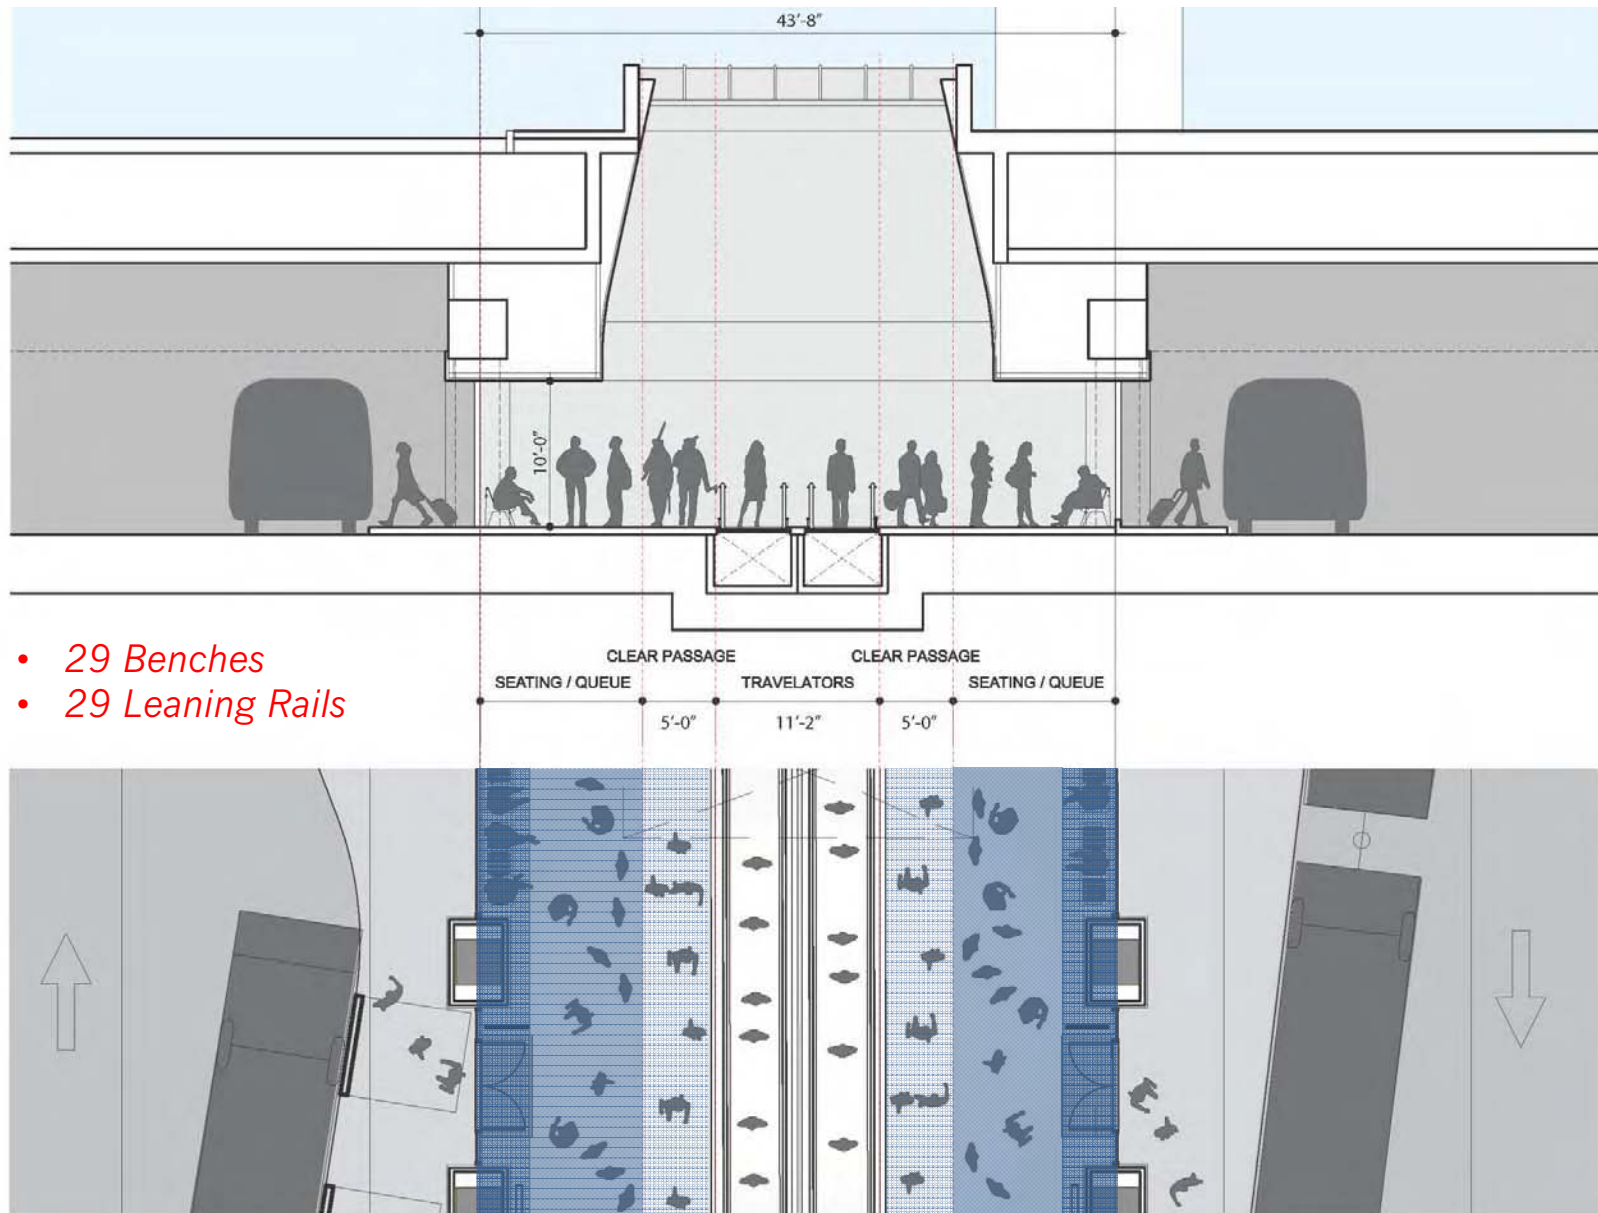 43'-8"
10'-0"
• 29 Benches
• 29 Leaning Rails
CLEAR PASSAGE CLEAR PASSAGE
SEATING / QUEUE TRAVELATORS SEATING / QUEUE
5'-0" 11'-2" 5'-0"